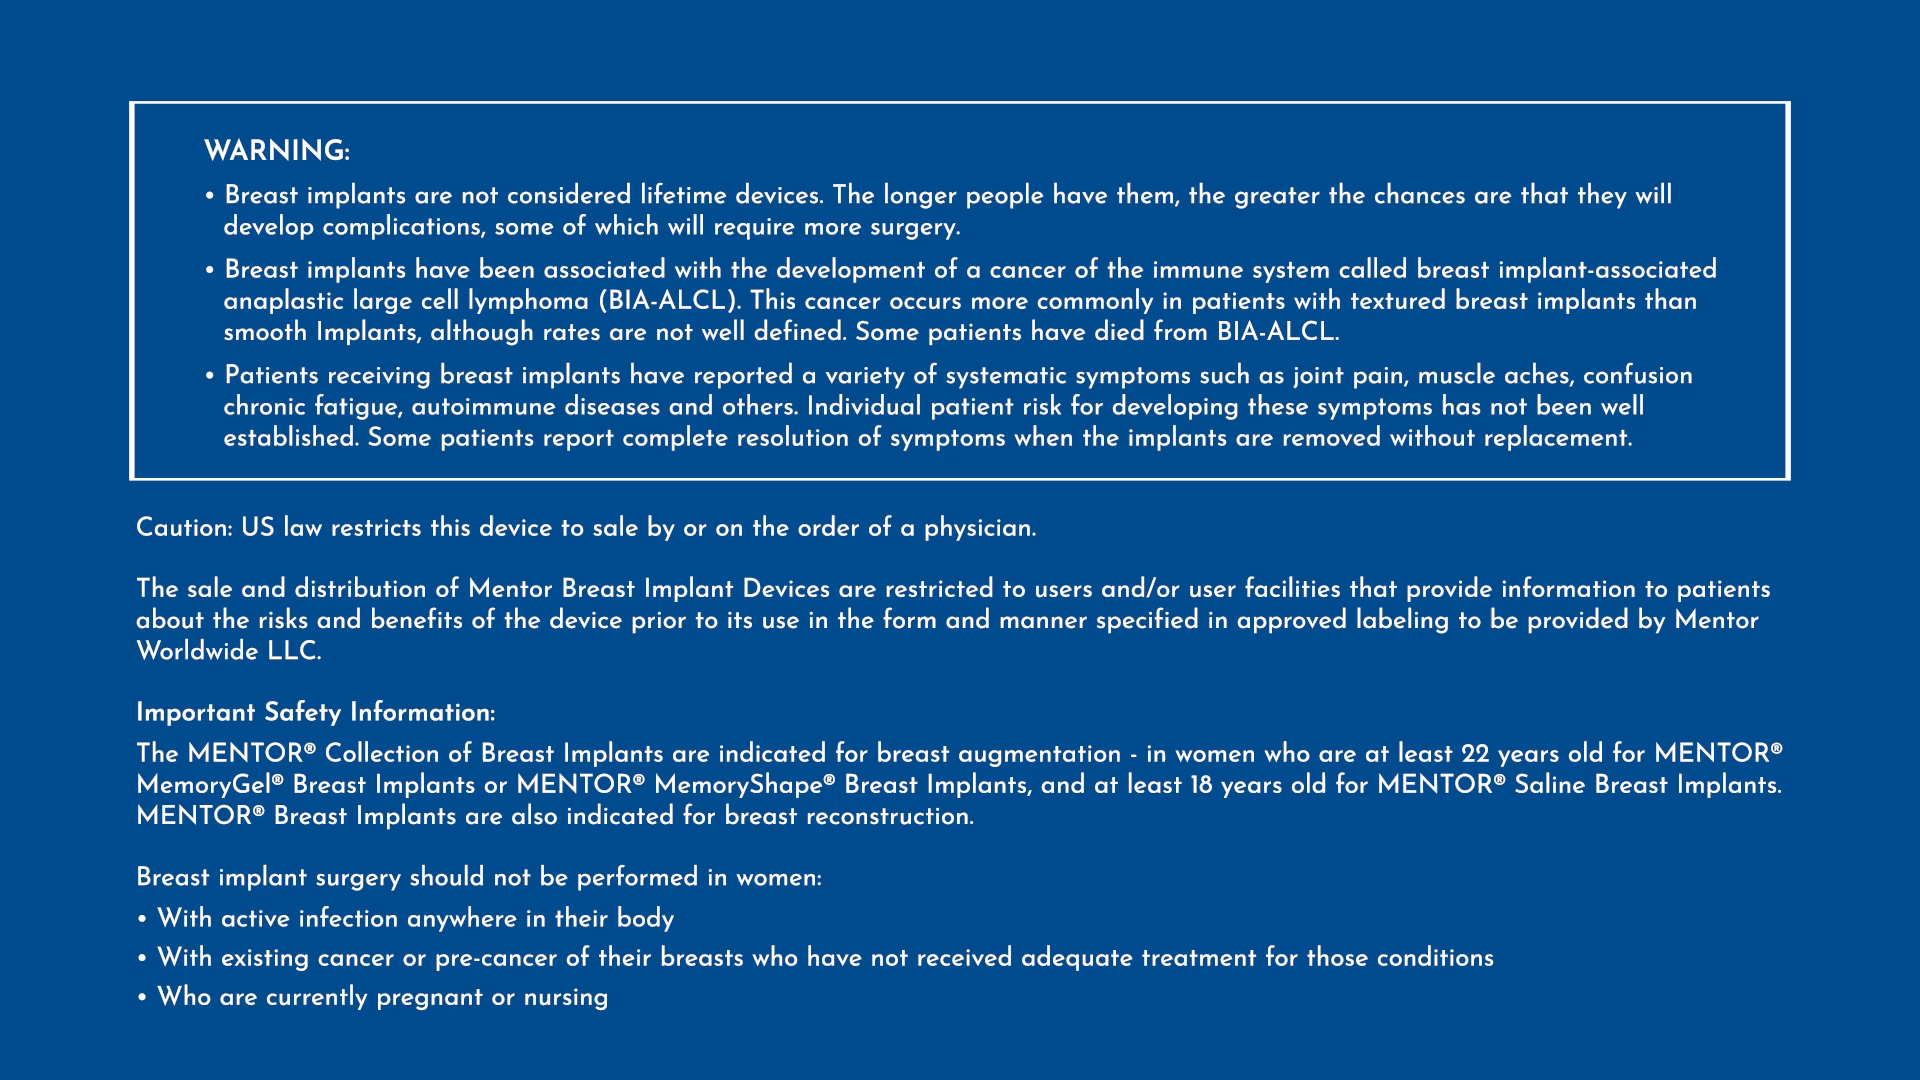 WARNING:
• Breast implants are not considered lifetime devices. The longer people have them, the greater the chances are that they will
develop complications, some of which will require more surgery.
• Breast implants have been associated with the development of a cancer of the immune system called breast implant-associated
anaplastic large cell lymphoma (BIA-ALCL). This cancer occurs more commonly in patients with textured breast implants than
smooth Implants, although rates are not well defined. Some patients have died from BIA-ALCL.
• Patients receiving breast implants have reported a variety of systematic symptoms such as joint pain, muscle aches, confusion
chronic fatigue, autoimmune diseases and others. Individual patient risk for developing these symptoms has not been well
established. Some patients report complete resolution of symptoms when the implants are removed without replacement.
Caution: US law restricts this device to sale by or on the order of a physician.
The sale and distribution of Mentor Breast Implant Devices are restricted to users and/or user facilities that provide information to patients
about the risks and benefits of the device prior to its use in the form and manner specified in approved labeling to be provided by Mentor
Worldwide LLC.
Important Safety Information:
The MENTOR® Collection of Breast Implants are indicated for breast augmentation - in women who are at least 22 years old for MENTOR®
MemoryGel® Breast Implants or MENTOR® MemoryShape® Breast Implants, and at least 18 years old for MENTOR® Saline Breast Implants.
MENTOR® Breast Implants are also indicated for breast reconstruction.
Breast implant surgery should not be performed in women:
• With active infection anywhere in their body
• With existing cancer or pre-cancer of their breasts who have not received adequate treatment for those conditions
• Who are currently pregnant or nursing